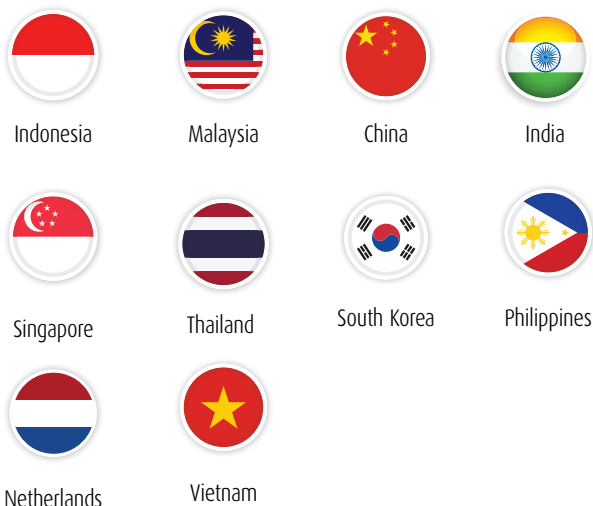 Indonesia
Malaysia
China
India
Singapore
Thailand
South Korea
Philippines
Netherlands
Vietnam